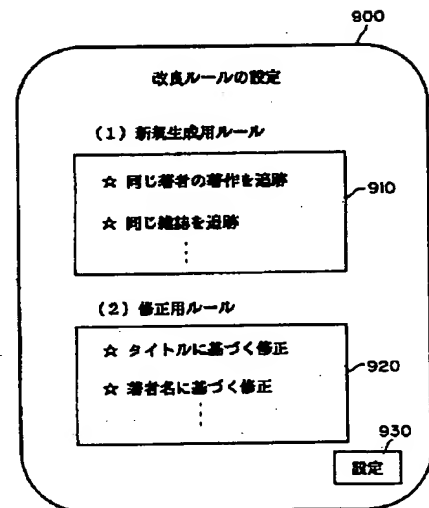 900
改良ルールの設定
(1)新規生成用ルール
☆ 同じ著者の著作を追跡
910
☆ 同じ雑誌を追跡
(2)修正用ルール
☆ タイトルに基づく修正
920
☆ 著者名に基づく修正
930
設定